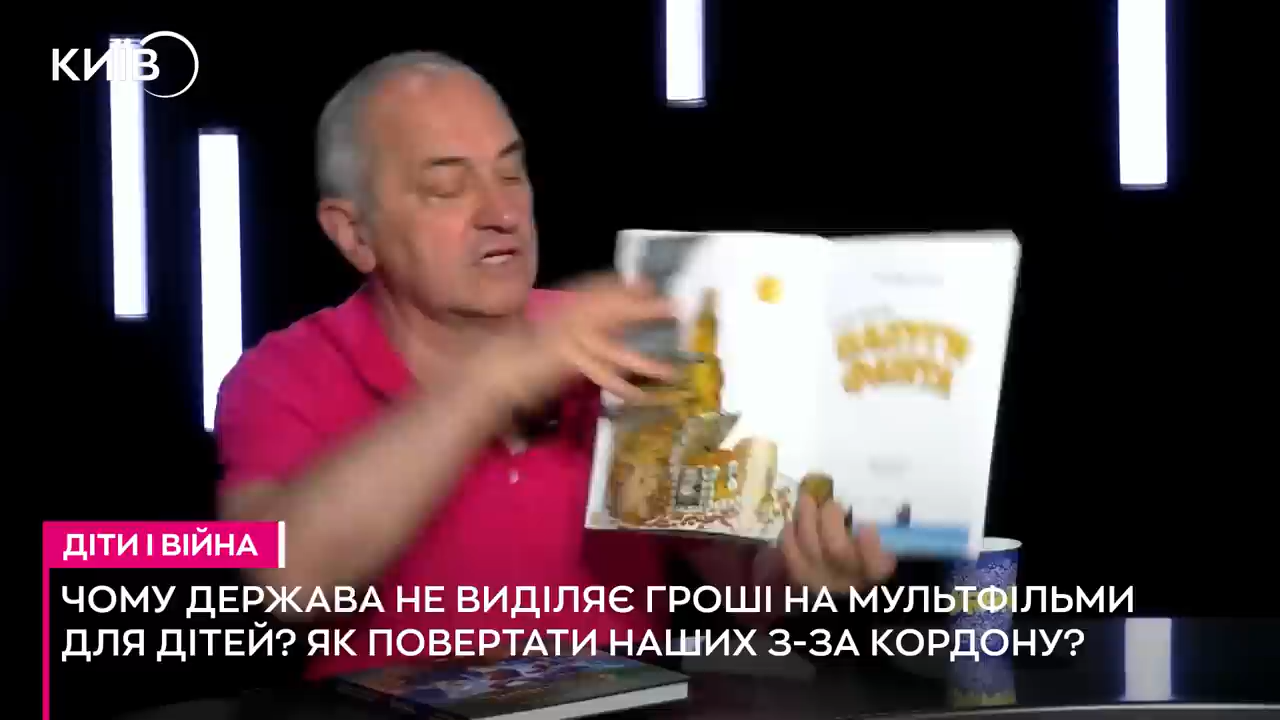 КИЇВ
ДІТИ І ВІЙНА
ЧОМУ ДЕРЖАВА НЕ ВИДІЛЯЄ ГРОШІ НА МУЛЬТФІЛЬМИ
ДЛЯ ДІТЕЙ? ЯК ПОВЕРТАТИ НАШИХ З-ЗА КОРДОНУ?